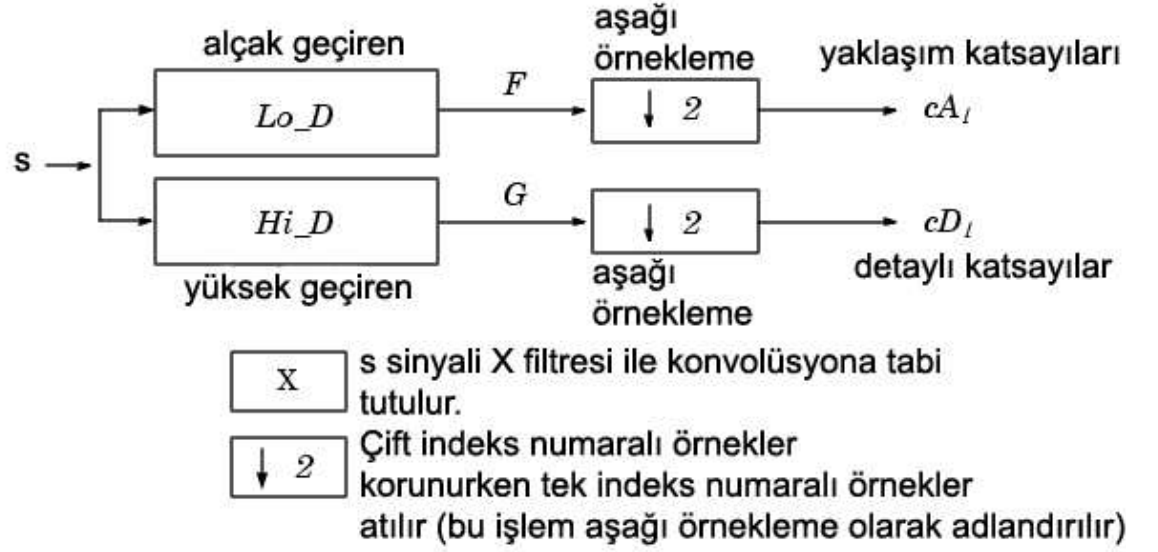 aşağı
örnekleme
alçak geçiren
yaklaşım katsayıları
Lo_D
F
↓ 2
cA₁
s
Hi_D
G
↓ 2
cD₁
yüksek geçiren
aşağı
örnekleme
detaylı katsayılar
X
s sinyali X filtresi ile konvolüsyona tabi
tutulur.
↓ 2
Çift indeks numaralı örnekler
korunurken tek indeks numaralı örnekler
atılır (bu işlem aşağı örnekleme olarak adlandırılır)